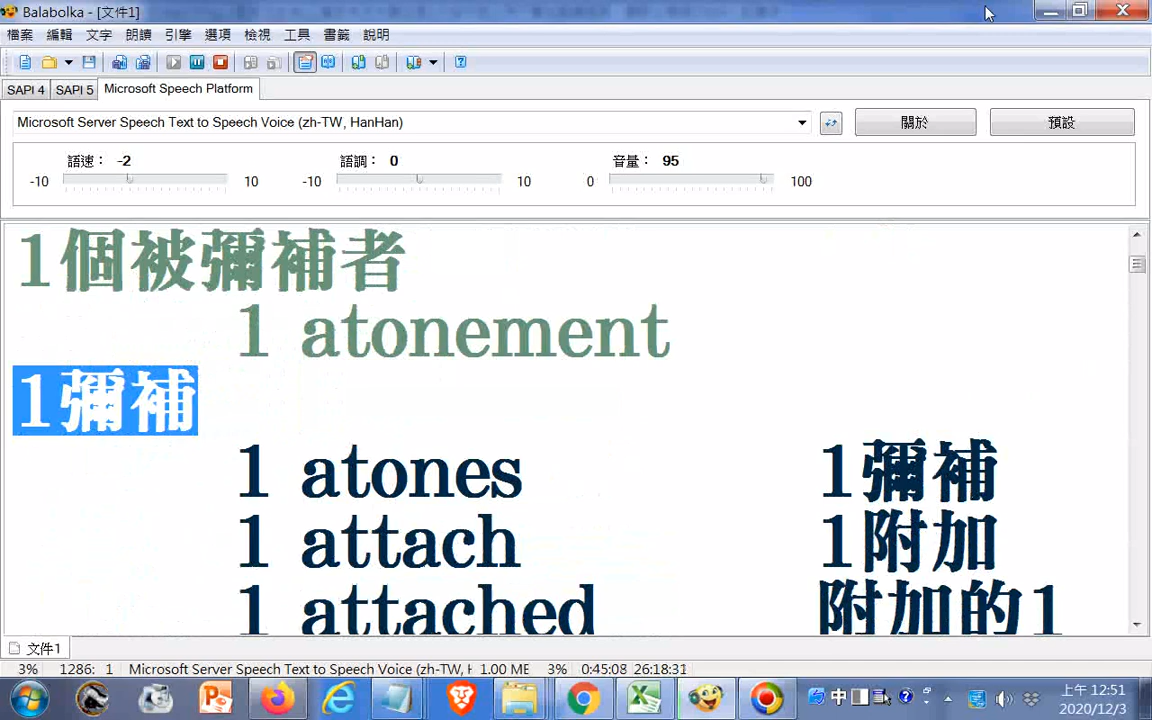 Balabolka - [文件1]
檔案 編輯 文字 朗讀 引擎 選項 檢視 工具 書籤 說明
SAPI 4 SAPI 5 Microsoft Speech Platform
Microsoft Server Speech Text to Speech Voice (zh-TW, HanHan) 關於 預設
語速： -2 語調： 0 音量： 95
-10 10 -10 10 0 100
1個被彌補者
1 atonement
1彌補
1 atones 1彌補
1 attach 1附加
1 attached 附加的1
文件1
3% 1286: 1 Microsoft Server Speech Text to Speech Voice (zh-TW, H 1.00 ME 3% 0:45:08 26:18:31
中 上午 12:51
2020/12/3